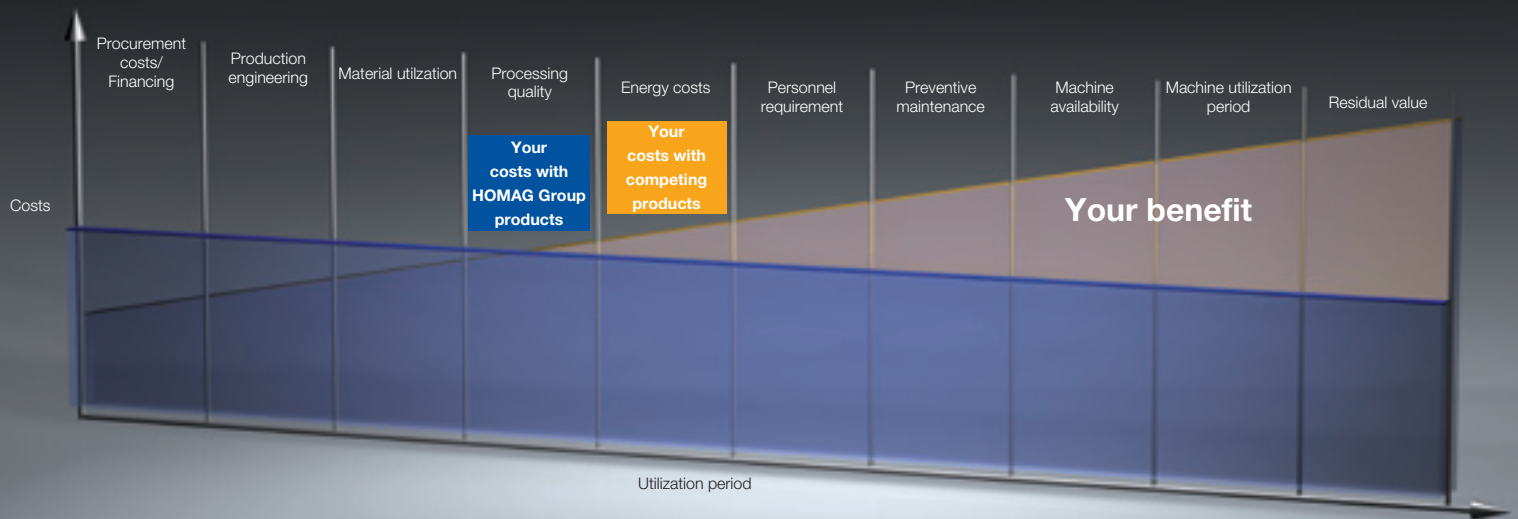 Procurement
costs/
Financing
Production
engineering
Material utilzation
Processing
quality
Energy costs
Personnel
requirement
Preventive
maintenance
Machine
availability
Machine utilization
period
Residual value
Your
costs with
HOMAG Group
products
Your
costs with
competing
products
Costs
Your benefit
Utilization period